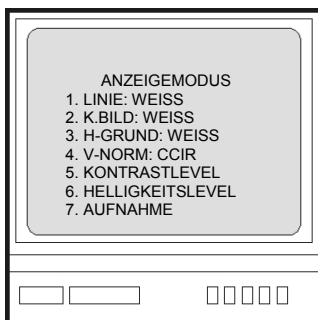 ANZEIGEMODUS
1. LINIE: WEISS
2. K.BILD: WEISS
3. H-GRUND: WEISS
4. V-NORM: CCIR
5. KONTRASTLEVEL
6. HELLIGKEITSLEVEL
7. AUFNAHME